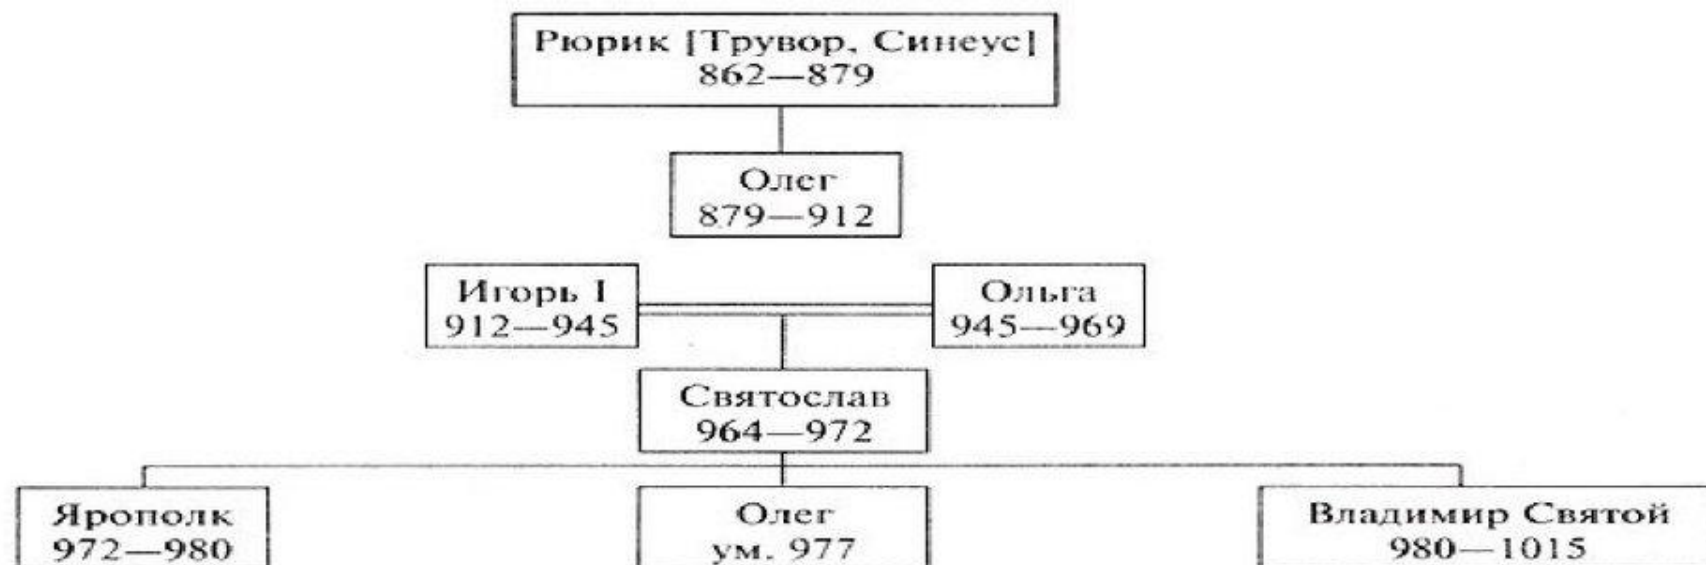 Рюрик [Трувор, Синеус]
862—879
Олег
879—912
Игорь I
912—945
Ольга
945—969
Святослав
964—972
Ярополк
972—980
Олег
ум. 977
Владимир Святой
980—1015